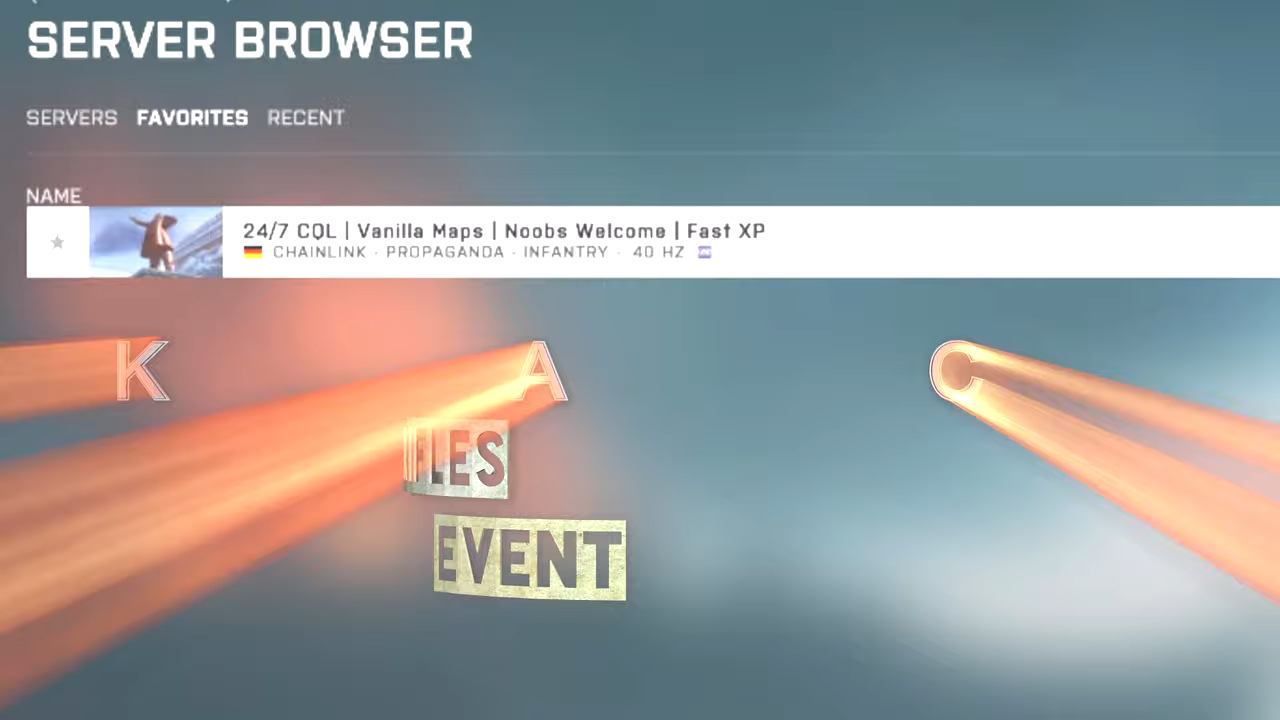 SERVER BROWSER
SERVERS FAVORITES RECENT
NAME
24/7 CQL | Vanilla Maps | Noobs Welcome | Fast XP
CHAINLINK · PROPAGANDA · INFANTRY · 40 HZ
K A C
EVENT